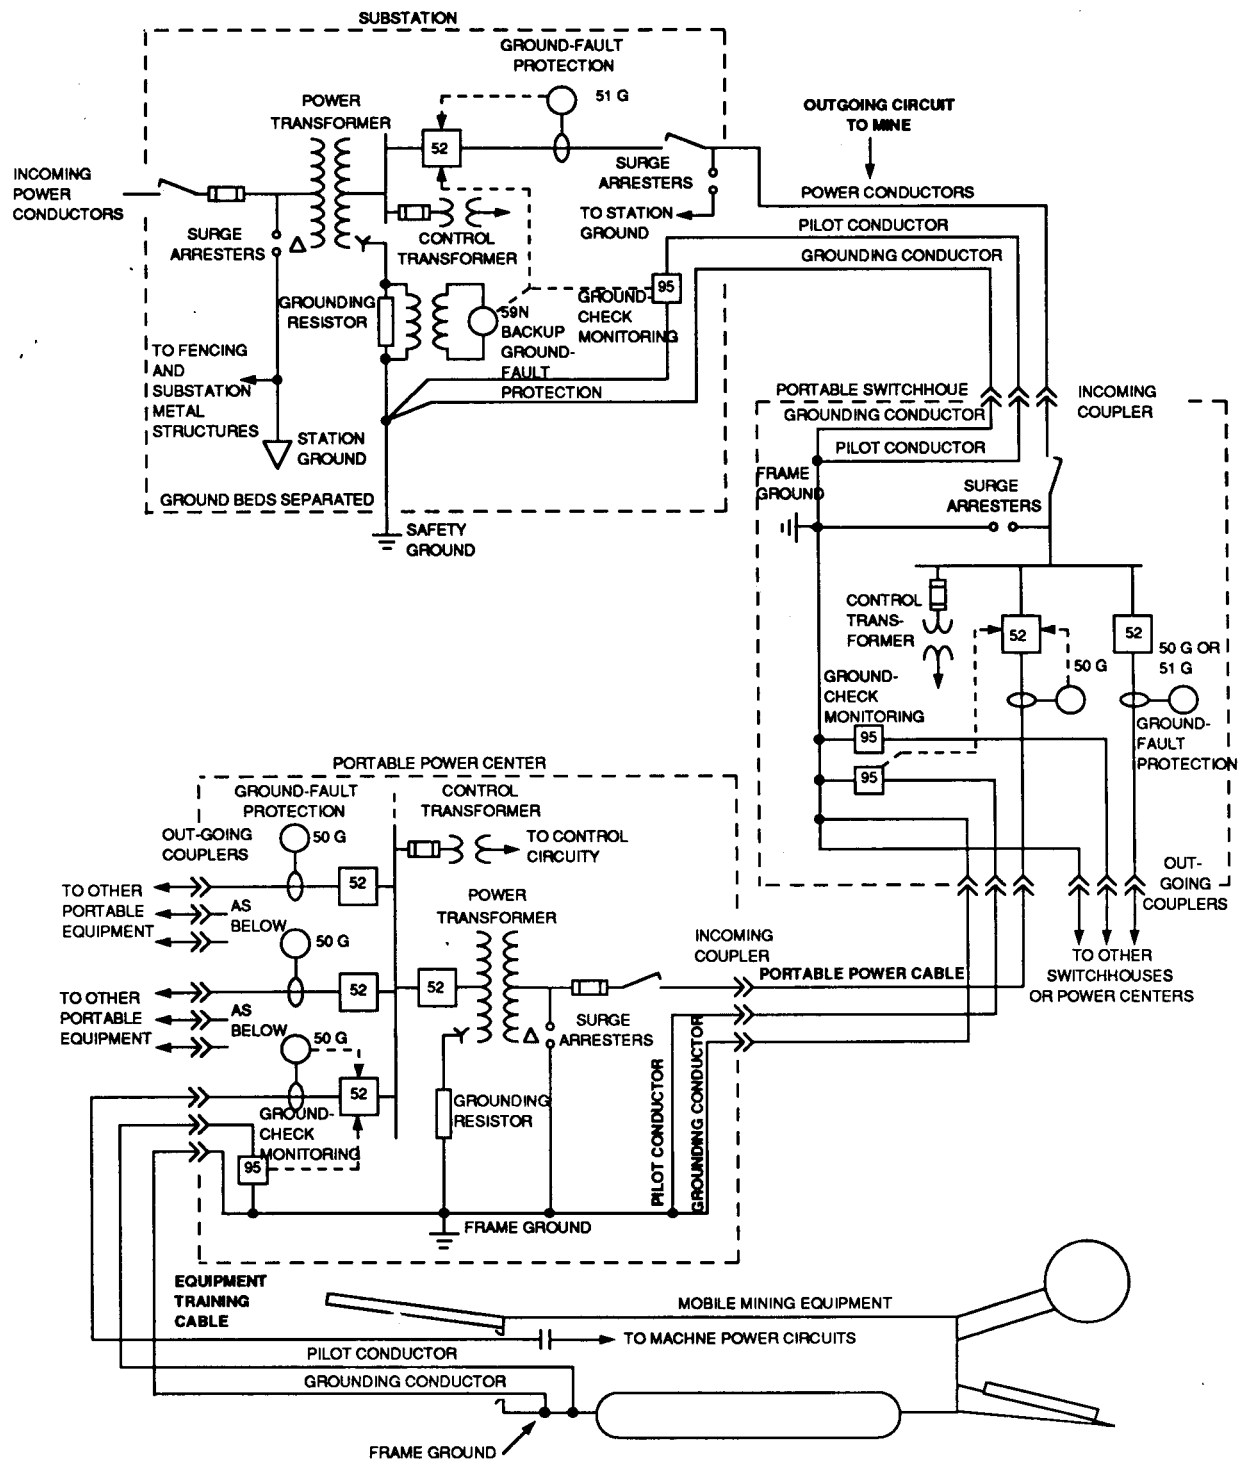 SUBSTATION
GROUND-FAULT
PROTECTION
51 G
POWER
TRANSFORMER
52
OUTGOING CIRCUIT
TO MINE
INCOMING
POWER
CONDUCTORS
SURGE
ARRESTERS
POWER CONDUCTORS
TO STATION
GROUND
PILOT CONDUCTOR
SURGE
ARRESTERS
CONTROL
TRANSFORMER
GROUNDING CONDUCTOR
95
GROUND-
CHECK
MONITORING
GROUNDING
RESISTOR
59N
BACKUP
GROUND-
FAULT
PROTECTION
TO FENCING
AND
SUBSTATION
METAL
STRUCTURES
STATION
GROUND
GROUND BEDS SEPARATED
SAFETY
GROUND
PORTABLE SWITCHHOUE
INCOMING
COUPLER
GROUNDING CONDUCTOR
PILOT CONDUCTOR
FRAME
GROUND
SURGE
ARRESTERS
CONTROL
TRANS-
FORMER
52
52
50 G
50 G OR
51 G
GROUND-
CHECK
MONITORING
95
95
GROUND-
FAULT
PROTECTION
OUT-
GOING
COUPLERS
TO OTHER
SWITCHHOUSES
OR POWER CENTERS
PORTABLE POWER CENTER
GROUND-FAULT
PROTECTION
CONTROL
TRANSFORMER
OUT-GOING
COUPLERS
50 G
TO CONTROL
CIRCUITY
52
TO OTHER
PORTABLE
EQUIPMENT
AS
BELOW
POWER
TRANSFORMER
50 G
INCOMING
COUPLER
PORTABLE POWER CABLE
52
52
TO OTHER
PORTABLE
EQUIPMENT
AS
BELOW
SURGE
ARRESTERS
50 G
52
GROUND-
CHECK
MONITORING
95
GROUNDING
RESISTOR
PILOT CONDUCTOR
GROUNDING CONDUCTOR
FRAME GROUND
EQUIPMENT
TRAINING
CABLE
MOBILE MINING EQUIPMENT
TO MACHNE POWER CIRCUITS
PILOT CONDUCTOR
GROUNDING CONDUCTOR
FRAME GROUND